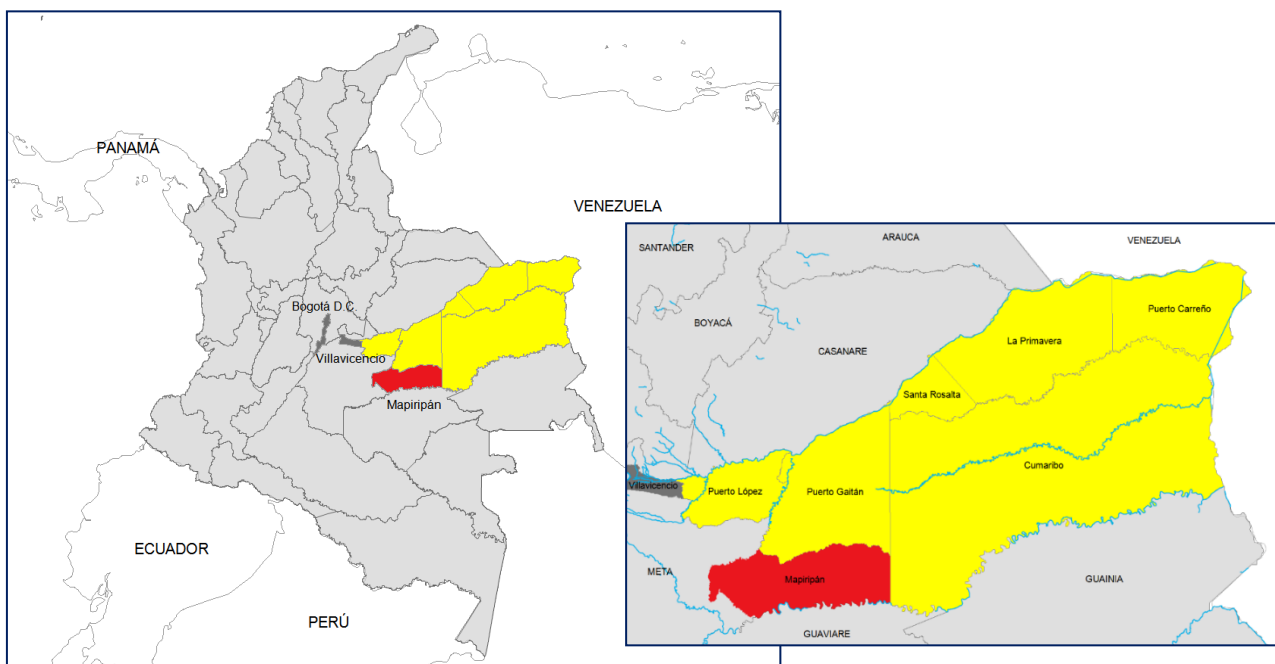 PANAMÁ
VENEZUELA
Bogotá D.C.
Villavicencio
Mapiripán
ECUADOR
PERÚ
SANTANDER
ARAUCA
VENEZUELA
BOYACÁ
CASANARE
Puerto Carreño
La Primavera
Santa Rosalta
Cumaribo
Villavicencio
Puerto López
Puerto Gaitán
META
Mapiripán
GUAINIA
GUAVIARE